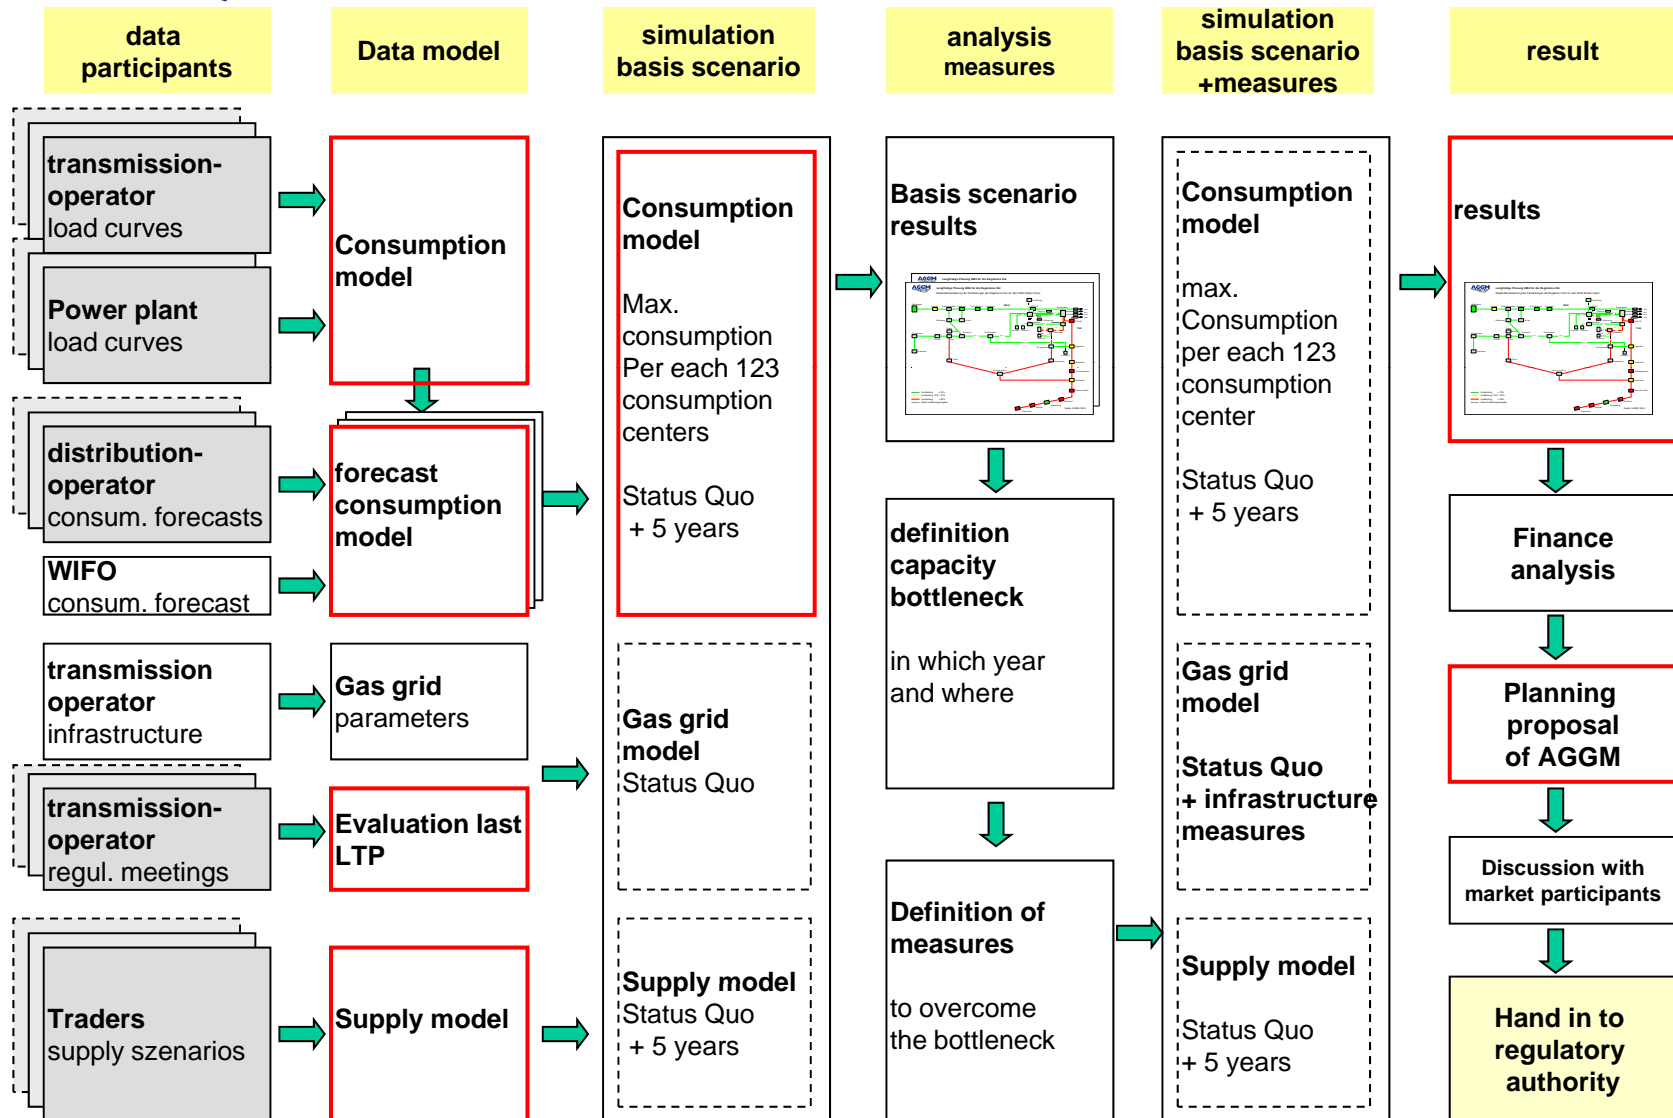 data
participants
Data model
simulation
basis scenario
analysis
measures
simulation
basis scenario
+measures
result
transmission-
operator
load curves
Power plant
load curves
distribution-
operator
consum. forecasts
WIFO
consum. forecast
transmission
operator
infrastructure
transmission-
operator
regul. meetings
Traders
supply szenarios
Consumption
model
forecast
consumption
model
Gas grid
parameters
Evaluation last
LTP
Supply model
Consumption
model
Max.
consumption
Per each 123
consumption
centers
Status Quo
+ 5 years
Gas grid
model
Status Quo
Supply model
Status Quo
+ 5 years
Basis scenario
results
AGGM
AGGM
definition
capacity
bottleneck
in which year
and where
Definition of
measures
to overcome
the bottleneck
Consumption
model
max.
Consumption
per each 123
consumption
center
Status Quo
+ 5 years
Gas grid
model
Status Quo
+ infrastructure
measures
Supply model
Status Quo
+ 5 years
results
AGGM
Finance
analysis
Planning
proposal
of AGGM
Discussion with
market participants
Hand in to
regulatory
authority